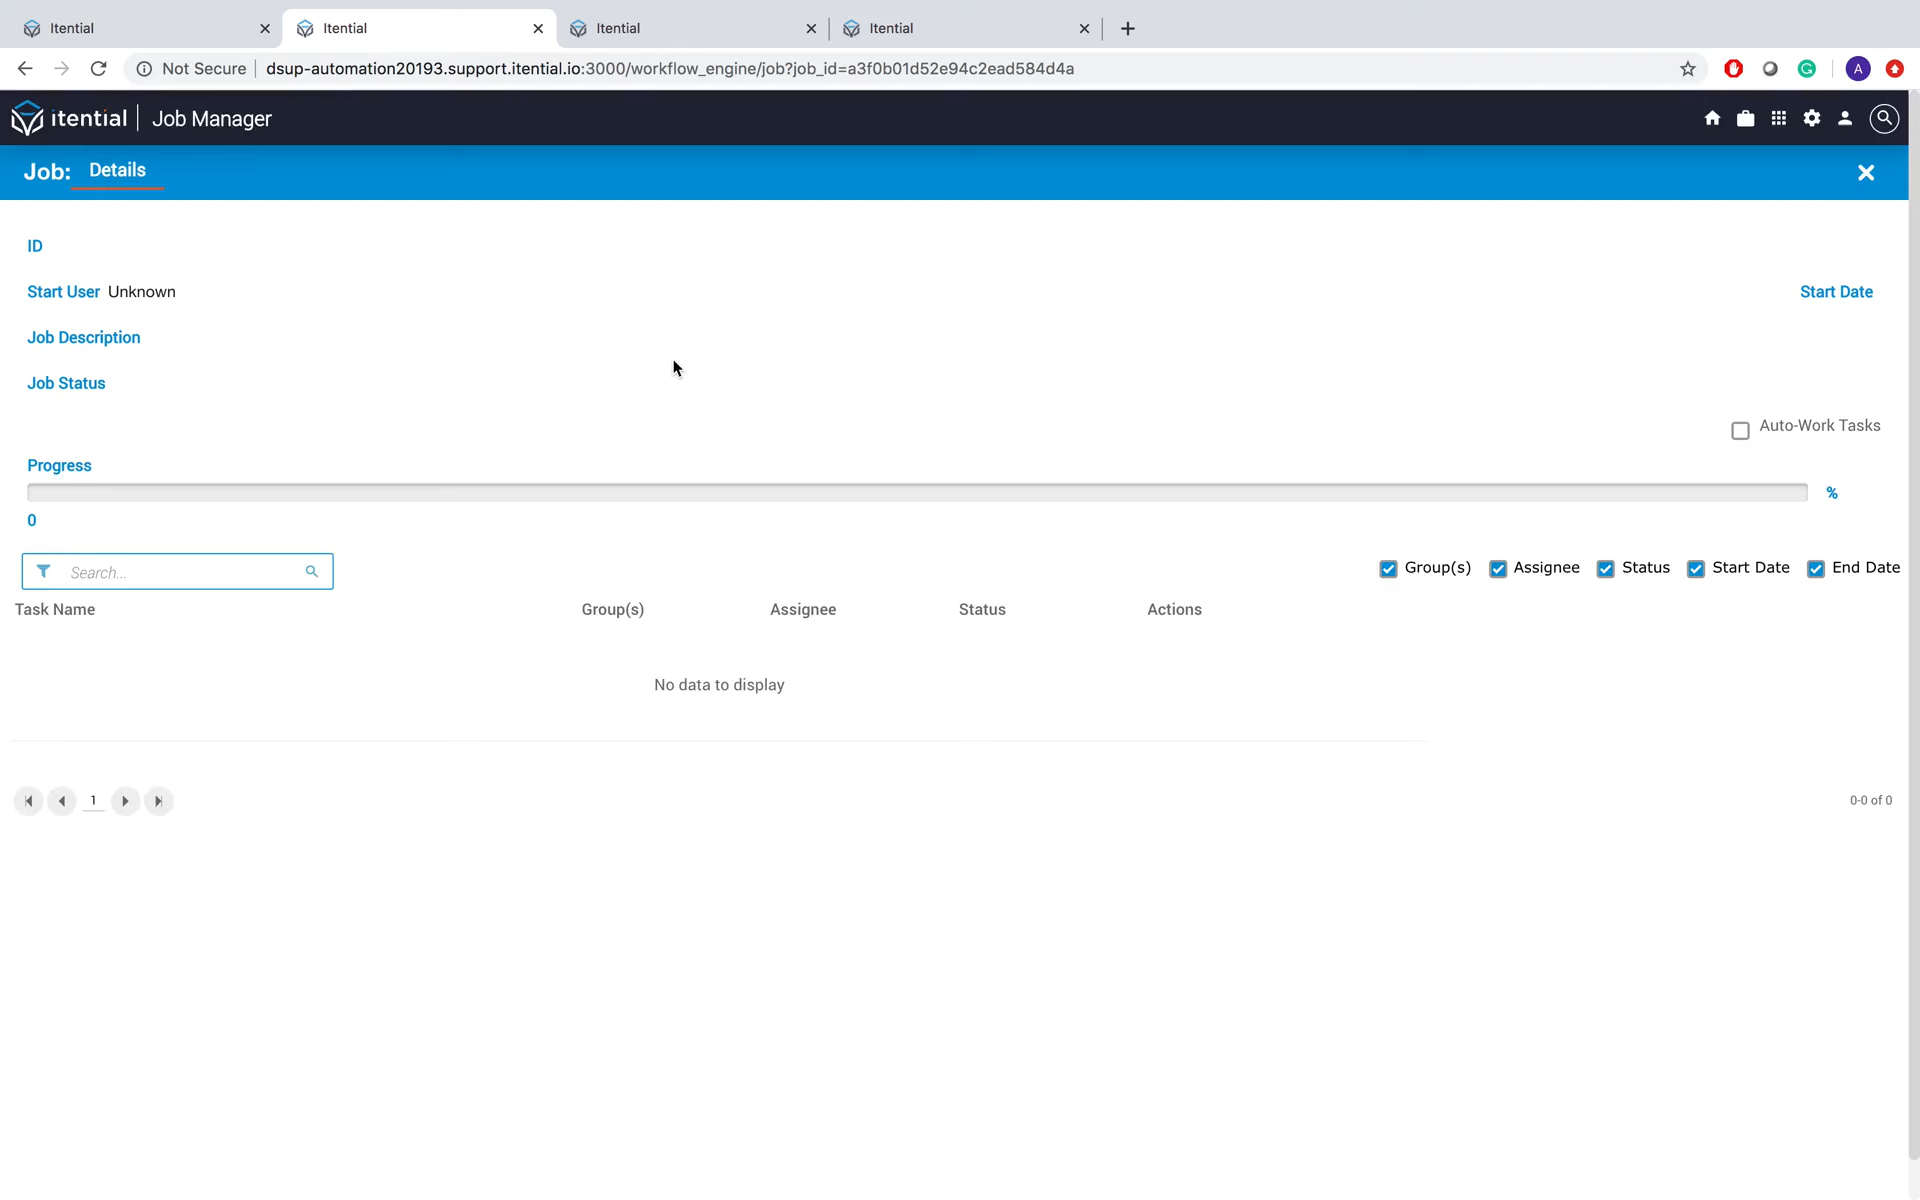 Itential
Itential
Itential
Itential
Not Secure
dsup-automation20193.support.itential.io:3000/workflow_engine/job?job_id=a3f0b01d52e94c2ead584d4a
A
itential
Job Manager
Job:
Details
ID
Start User Unknown
Start Date
Job Description
Job Status
Auto-Work Tasks
Progress
%
0
Search...
Group(s)
Assignee
Status
Start Date
End Date
Task Name
Group(s)
Assignee
Status
Actions
No data to display
1
0-0 of 0